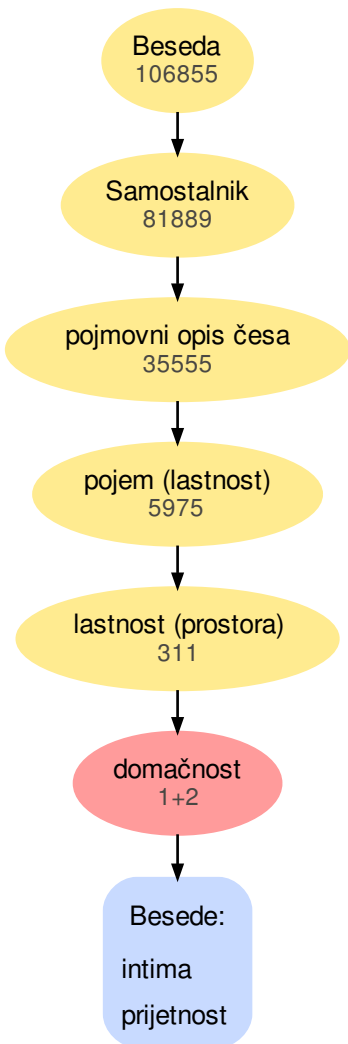 Beseda
106855
Samostalnik
81889
pojmovni opis česa
35555
pojem (lastnost)
5975
lastnost (prostora)
311
domačnost
1+2
Besede:
intima
prijetnost